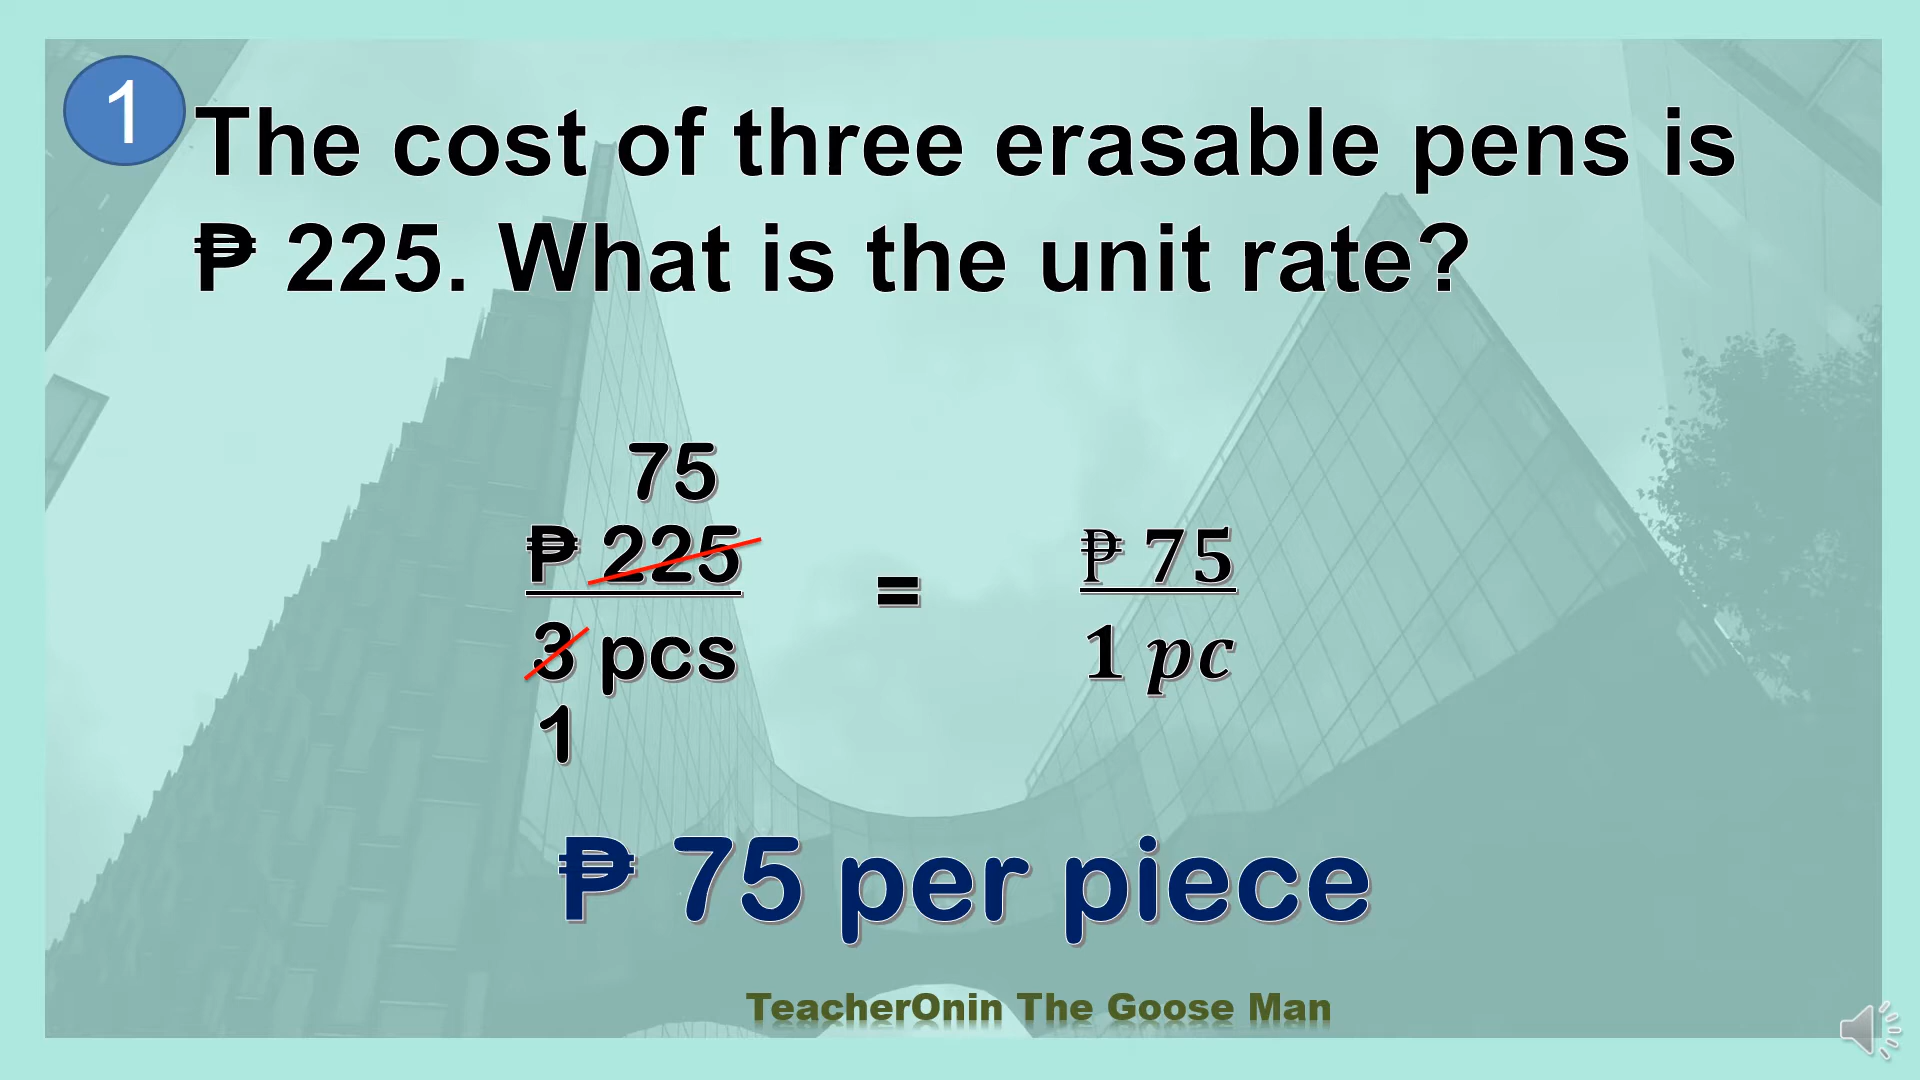 1
The cost of three erasable pens is
₱ 225. What is the unit rate?
75
₱ 225
3 pcs
1
=
₱ 75
1 pc
₱ 75 per piece
TeacherOnin The Goose Man